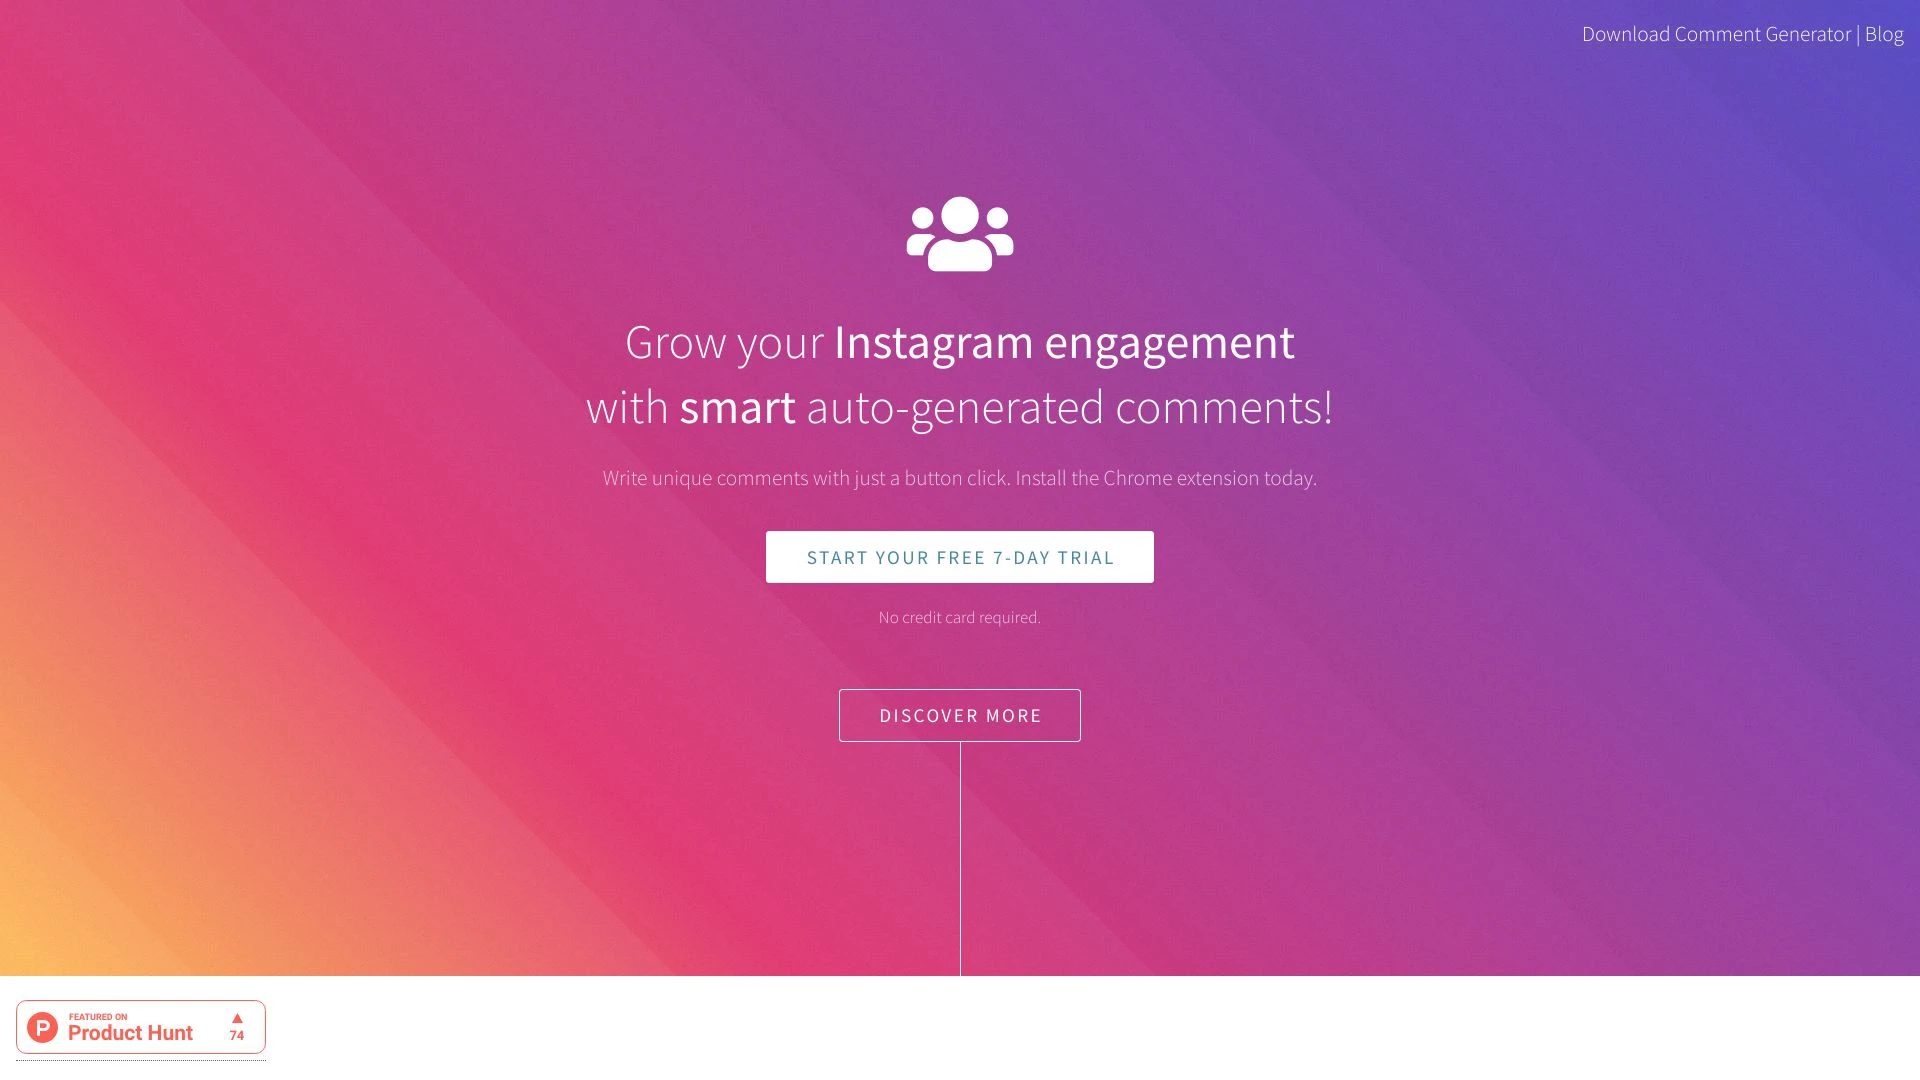 Download Comment Generator | Blog
Grow your Instagram engagement
with smart auto-generated comments!
Write unique comments with just a button click. Install the Chrome extension today.
START YOUR FREE 7-DAY TRIAL
No credit card required.
DISCOVER MORE
P
FEATURED ON
Product Hunt
▲
74